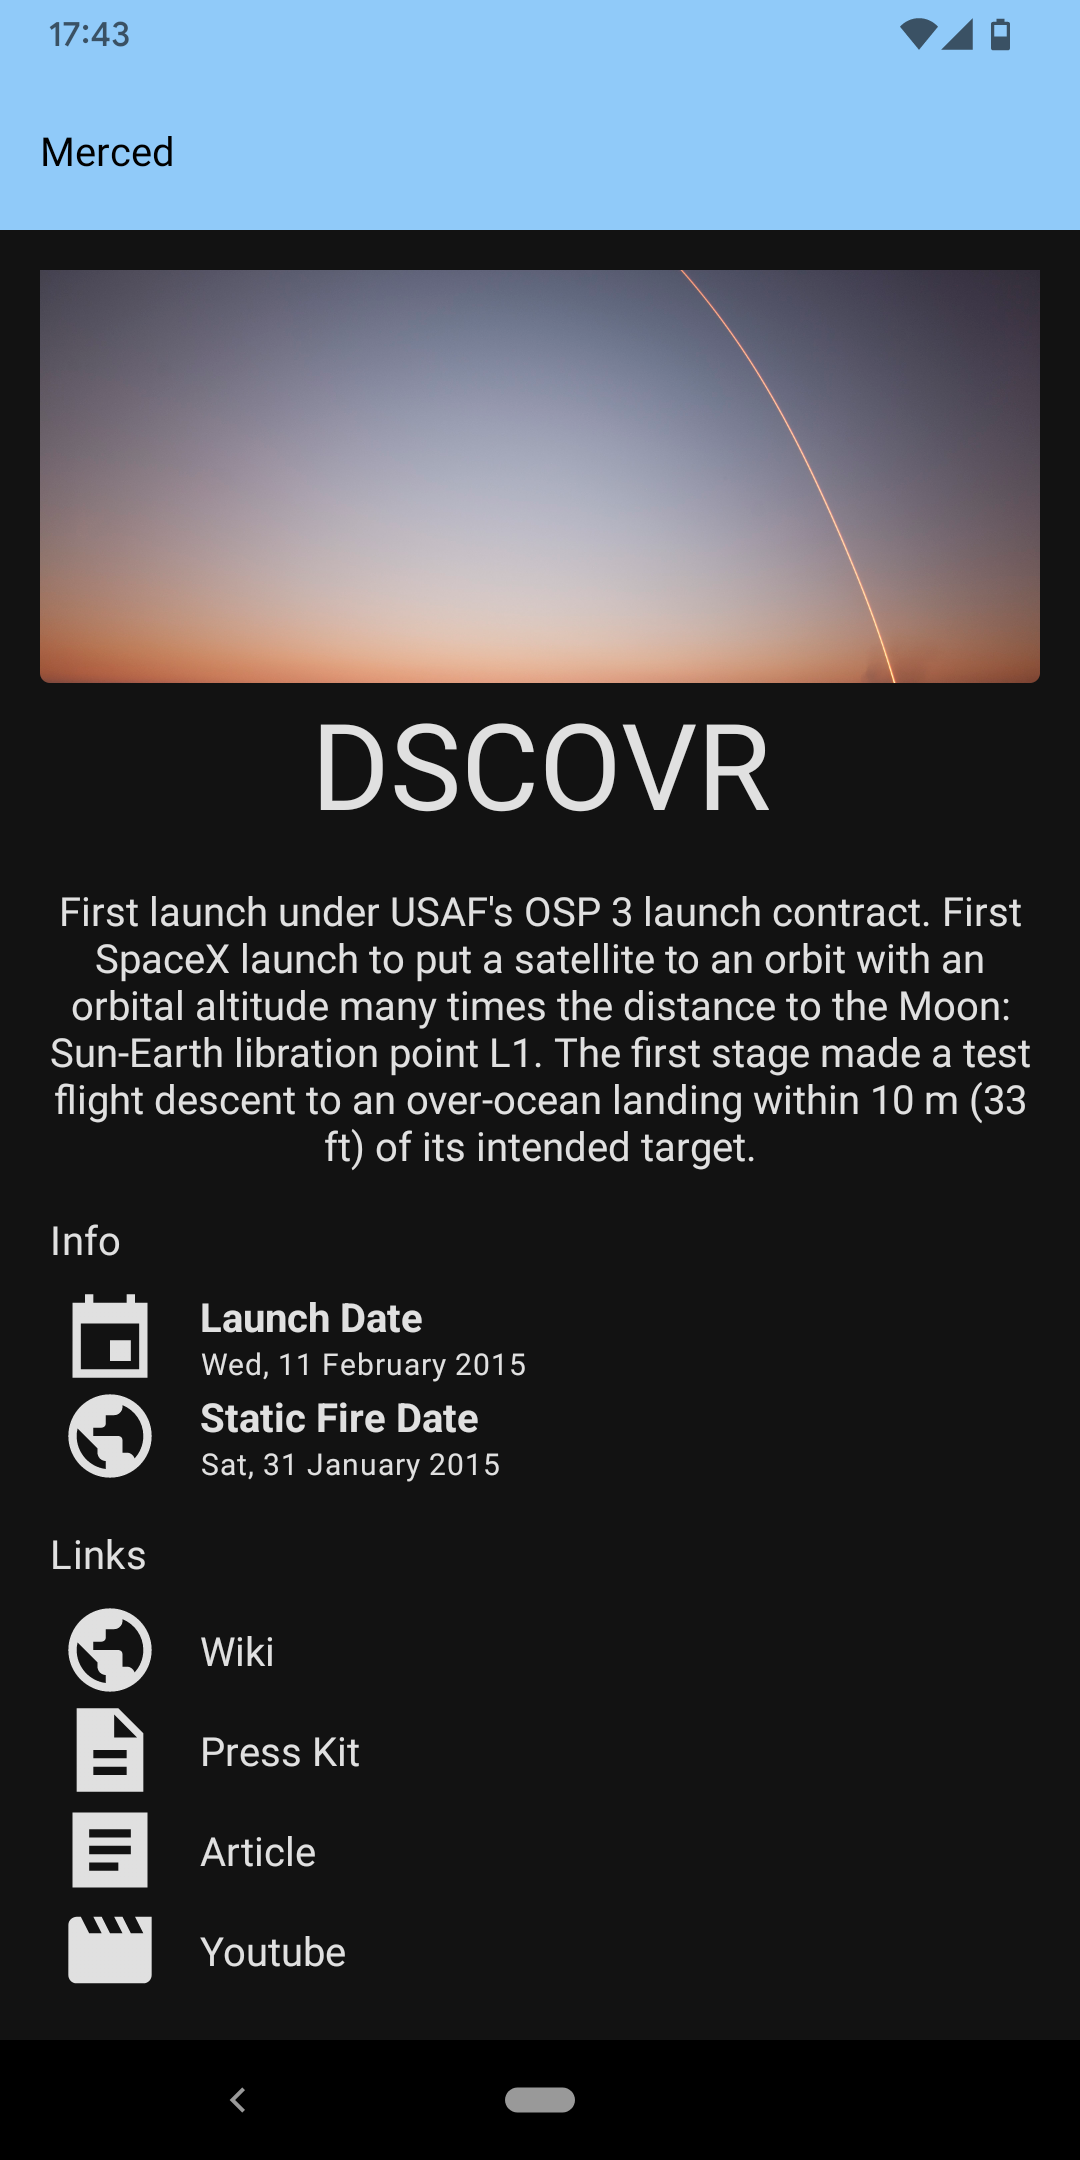 17:43
Merced
DSCOVR
First launch under USAF's OSP 3 launch contract. First
SpaceX launch to put a satellite to an orbit with an
orbital altitude many times the distance to the Moon:
Sun-Earth libration point L1. The first stage made a test
flight descent to an over-ocean landing within 10 m (33
ft) of its intended target.
Info
Launch Date
Wed, 11 February 2015
Static Fire Date
Sat, 31 January 2015
Links
Wiki
Press Kit
Article
Youtube